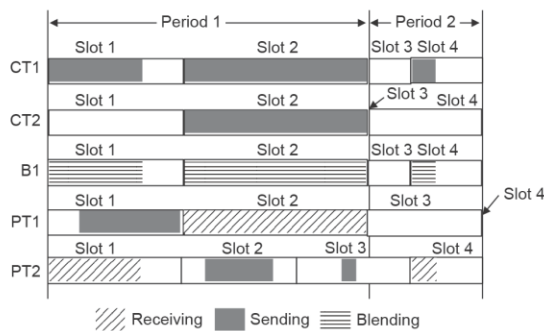 Period 1 Period 2
Slot 1 Slot 2 Slot 3 Slot 4
CT1
Slot 3
Slot 1 Slot 2 Slot 4
CT2
Slot 1 Slot 2 Slot 3 Slot 4
B1
Slot 4
Slot 1 Slot 2 Slot 3
PT1
Slot 1 Slot 2 Slot 3 Slot 4
PT2
Receiving Sending Blending